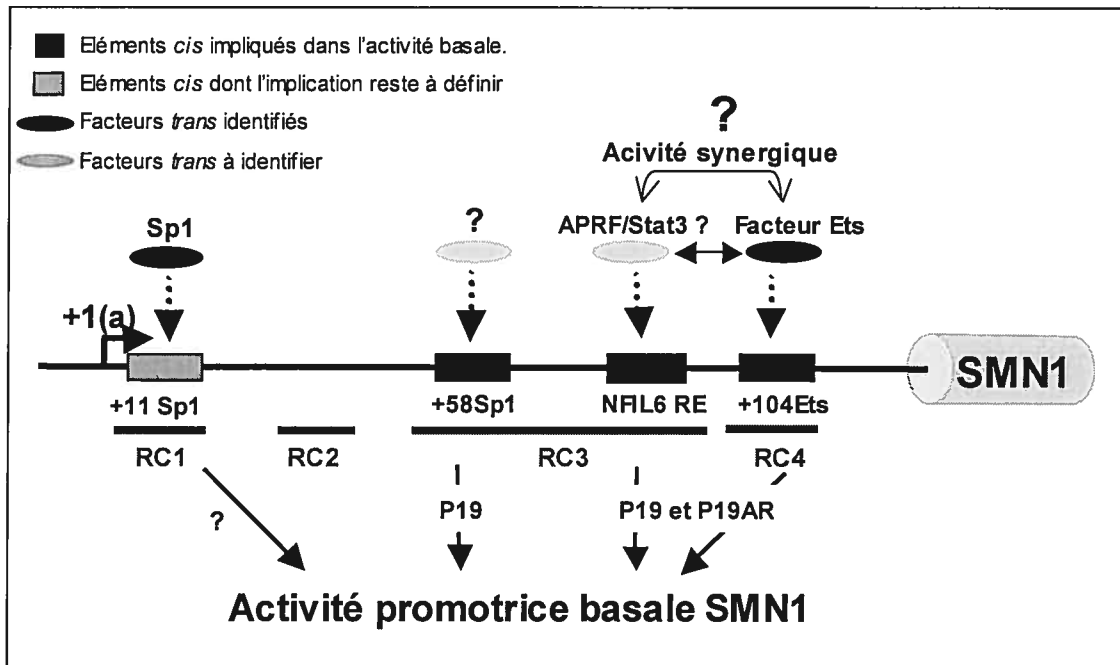 Eléments cis impliqués dans l'activité basale.
Eléments cis dont l'implication reste à définir
Facteurs trans identifiés
Facteurs trans à identifier
?
Acivité synergique
Sp1
?
APRF/Stat3 ?
Facteur Ets
+1(a)
SMN1
+11 Sp1
+58Sp1
NFIL6 RE
+104Ets
RC1
RC2
RC3
RC4
?
P19
P19 et P19AR
Activité promotrice basale SMN1